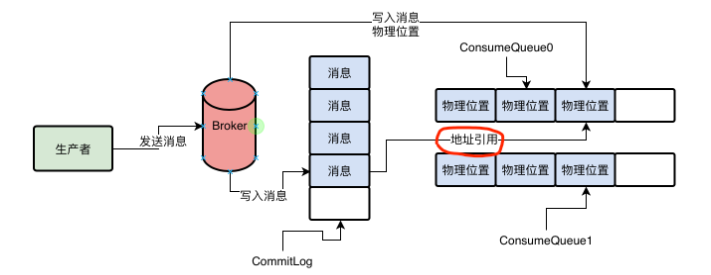 写入消息
物理位置
ConsumeQueue0
消息
消息
消息
消息
物理位置
物理位置
物理位置
Broker
生产者
发送消息
地址引用
物理位置
物理位置
物理位置
写入消息
ConsumeQueue1
CommitLog